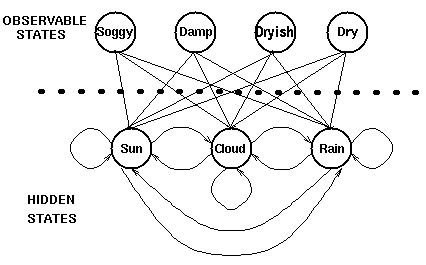 OBSERVABLE
STATES
Soggy
Damp
Dryish
Dry
Sun
Cloud
Rain
HIDDEN
STATES